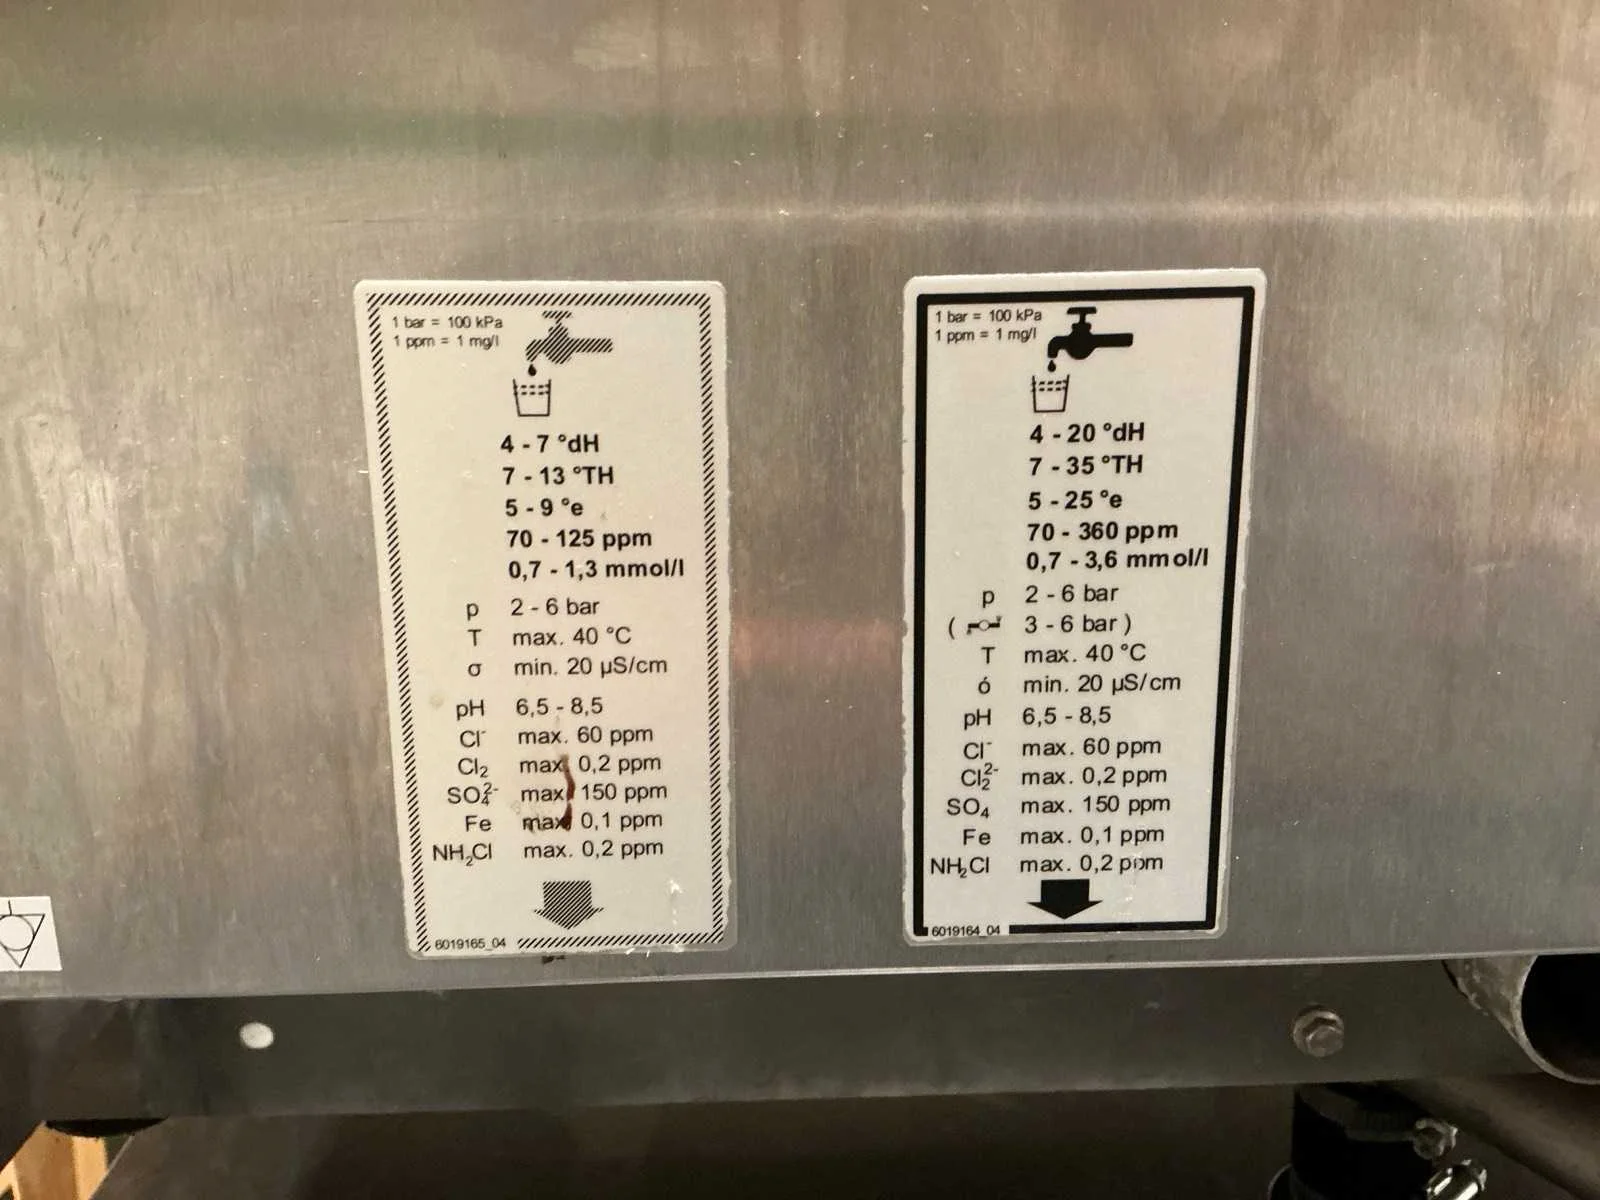 1 bar = 100 kPa
1 ppm = 1 mg/l
4 - 7 °dH
7 - 13 °TH
5 - 9 °e
70 - 125 ppm
0,7 - 1,3 mmol/l
p 2 - 6 bar
T max. 40 °C
σ min. 20 µS/cm
pH 6,5 - 8,5
Cl⁻ max. 60 ppm
Cl₂ max. 0,2 ppm
SO₄²⁻ max. 150 ppm
Fe max. 0,1 ppm
NH₂Cl max. 0,2 ppm
6019165_04
1 bar = 100 kPa
1 ppm = 1 mg/l
4 - 20 °dH
7 - 35 °TH
5 - 25 °e
70 - 360 ppm
0,7 - 3,6 mmol/l
p 2 - 6 bar
( 3 - 6 bar )
T max. 40 °C
ó min. 20 µS/cm
pH 6,5 - 8,5
Cl⁻ max. 60 ppm
Cl₂²⁻ max. 0,2 ppm
SO₄ max. 150 ppm
Fe max. 0,1 ppm
NH₂Cl max. 0,2 ppm
6019164_04